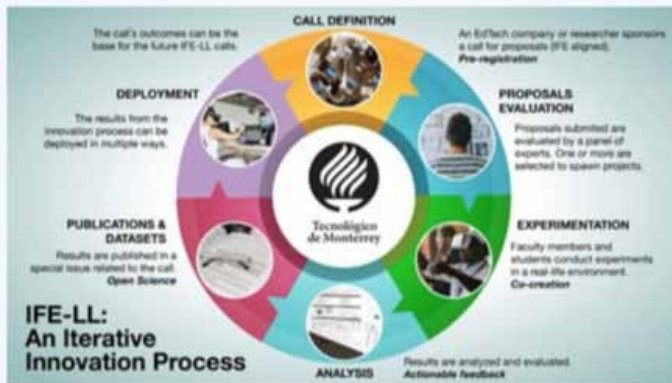 CALL DEFINITION
The call's outcomes can be the
base for the future IFE-LL calls.
An EdTech company or researcher sponsors
a call for proposals (IFE aligned).
Pre-registration
DEPLOYMENT
The results from the
innovation process can be
deployed in multiple ways.
PROPOSALS
EVALUATION
Proposals submited are
evaluated by a panel of
experts. One or more are
selected to spawn projects.
Tecnológico
de Monterrey
PUBLICATIONS &
DATASETS
Results are published in a
special issue related to the call.
Open Science
EXPERIMENTATION
Faculty members and
students conduct experiments
in a real-life environment.
Co-creation
IFE-LL:
An Iterative
Innovation Process
ANALYSIS
Results are analyzed and evaluated.
Actionable feedback